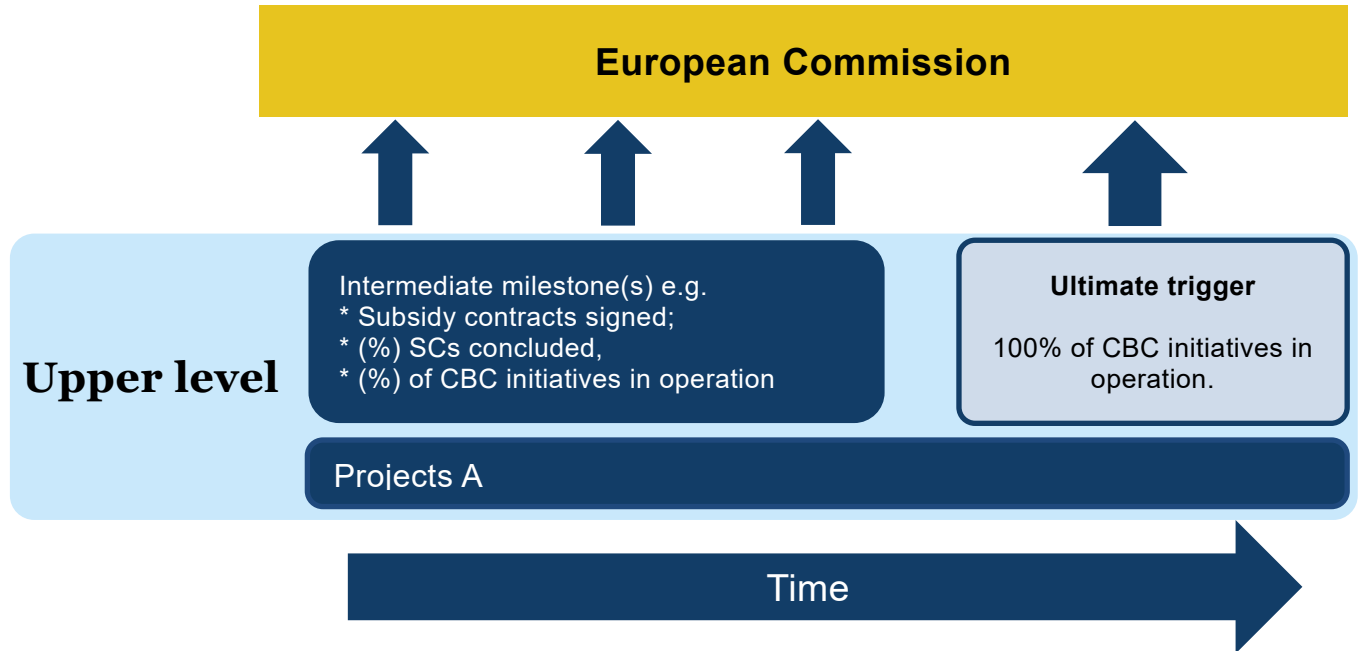 European Commission
Upper level
Intermediate milestone(s) e.g.
* Subsidy contracts signed;
* (%) SCs concluded,
* (%) of CBC initiatives in operation
Ultimate trigger
100% of CBC initiatives in
operation.
Projects A
Time